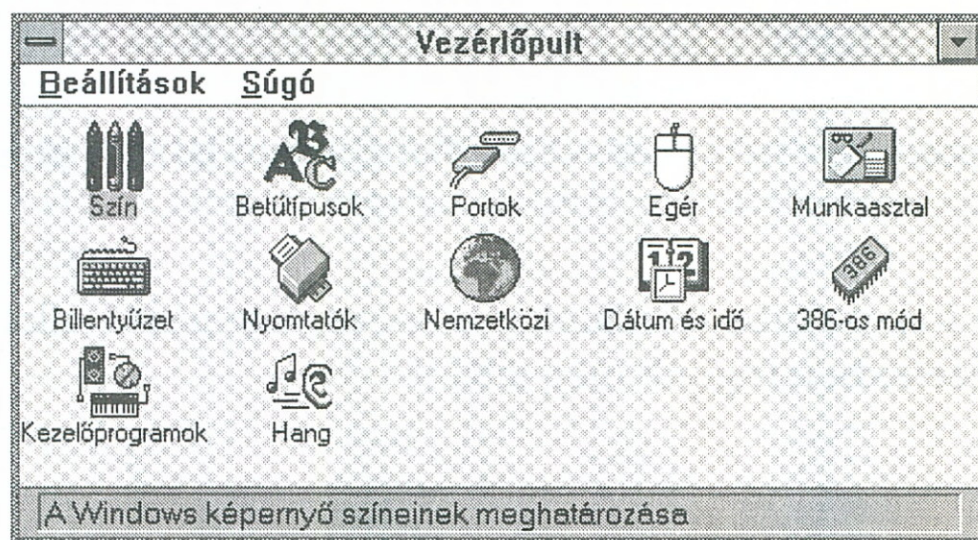 Vezérlőpult
Beállítások Súgó
Szín Betűtípusok Portok Egér Munkaasztal
Billentyűzet Nyomtatók Nemzetközi Dátum és idő 386-os mód
Kezelőprogramok Hang
A Windows képernyő színeinek meghatározása